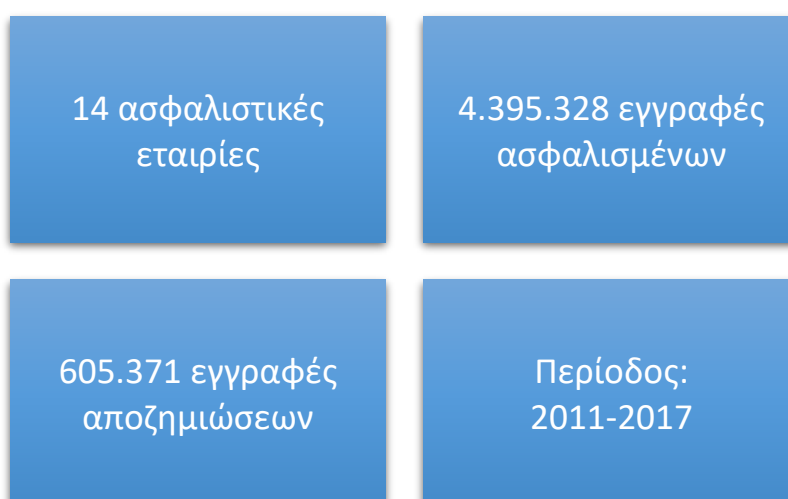 14 ασφαλιστικές
εταιρίες
4.395.328 εγγραφές
ασφαλισμένων
605.371 εγγραφές
αποζημιώσεων
Περίοδος:
2011-2017